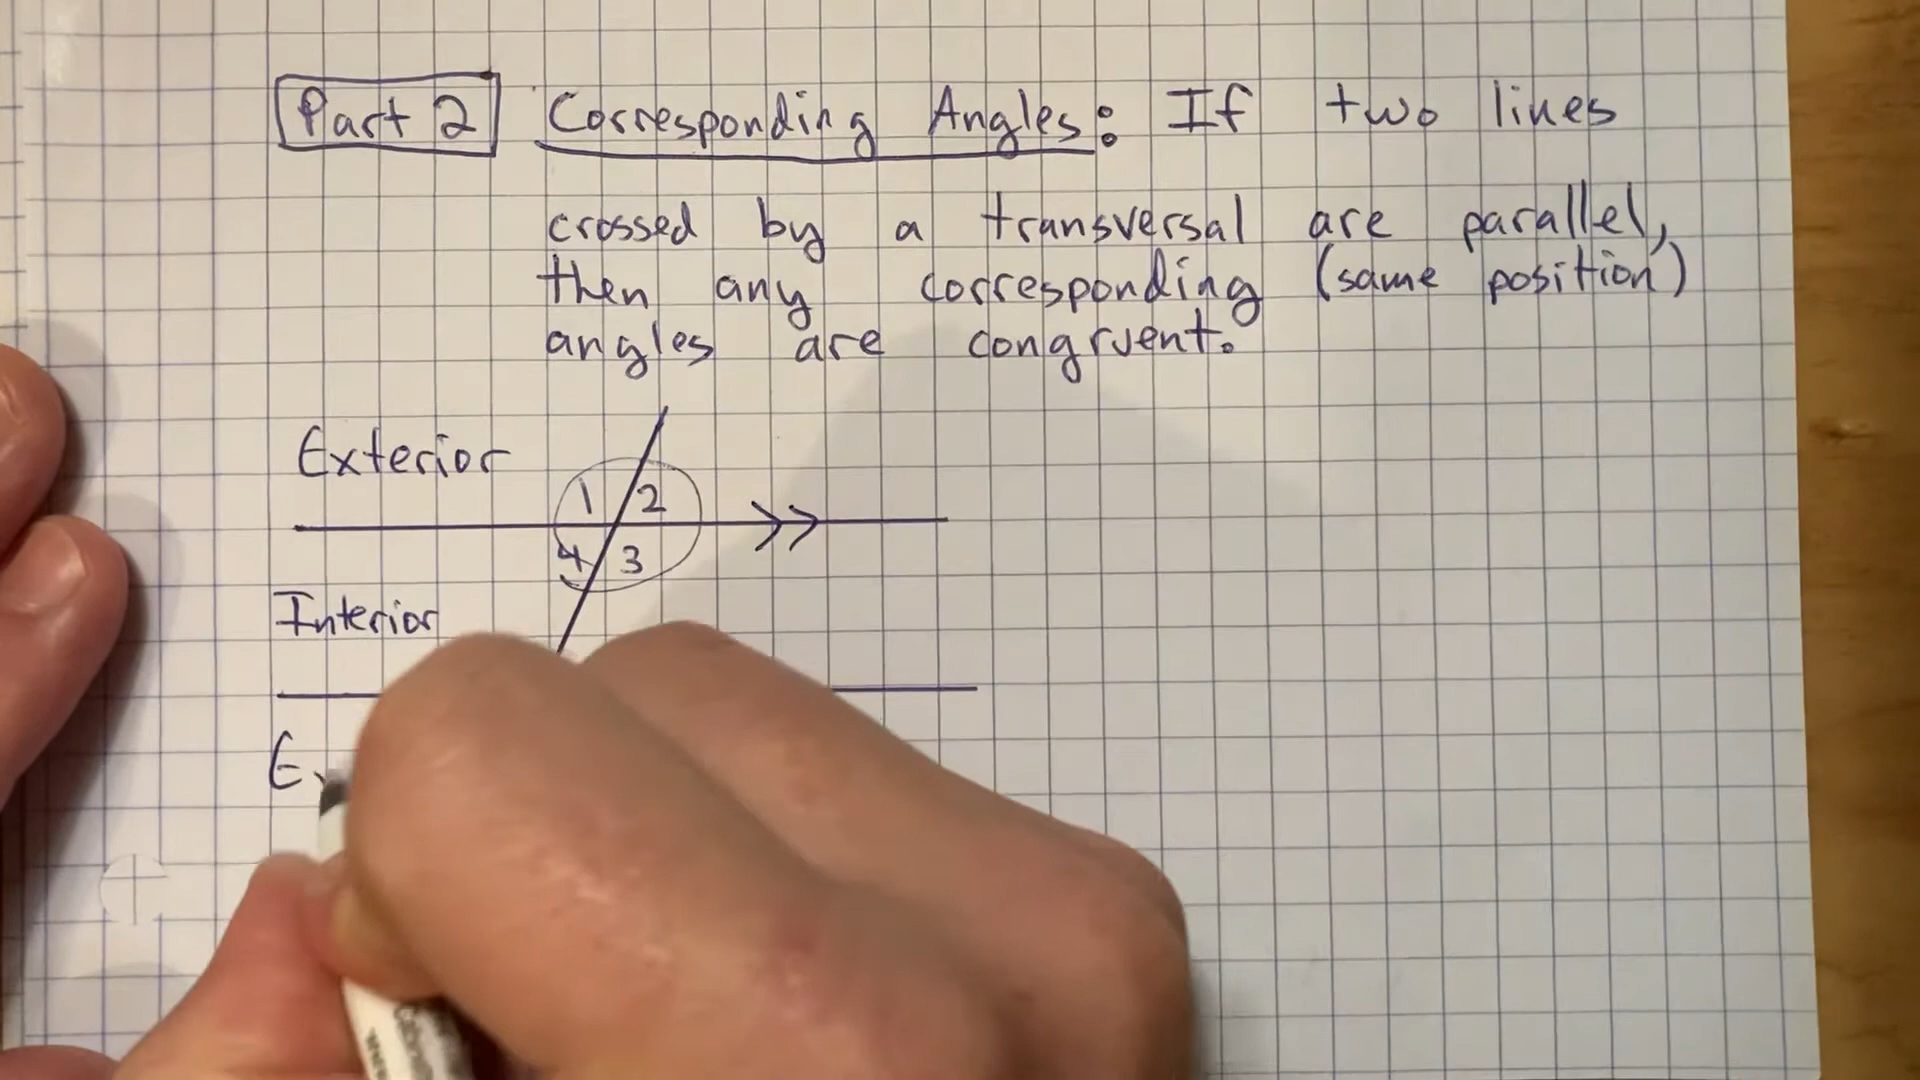 Part 2 Corresponding Angles: If two lines
crossed by a transversal are parallel,
then any corresponding (same position)
angles are congruent.
Exterior
1 2
4 3
Interior